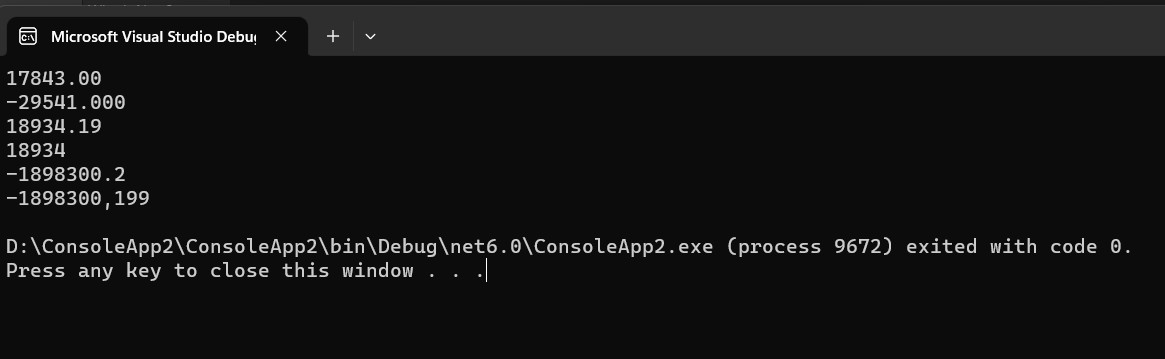 Microsoft Visual Studio Debu
17843.00
-29541.000
18934.19
18934
-1898300.2
-1898300,199
D:\ConsoleApp2\ConsoleApp2\bin\Debug\net6.0\ConsoleApp2.exe (process 9672) exited with code 0.
Press any key to close this window . . .